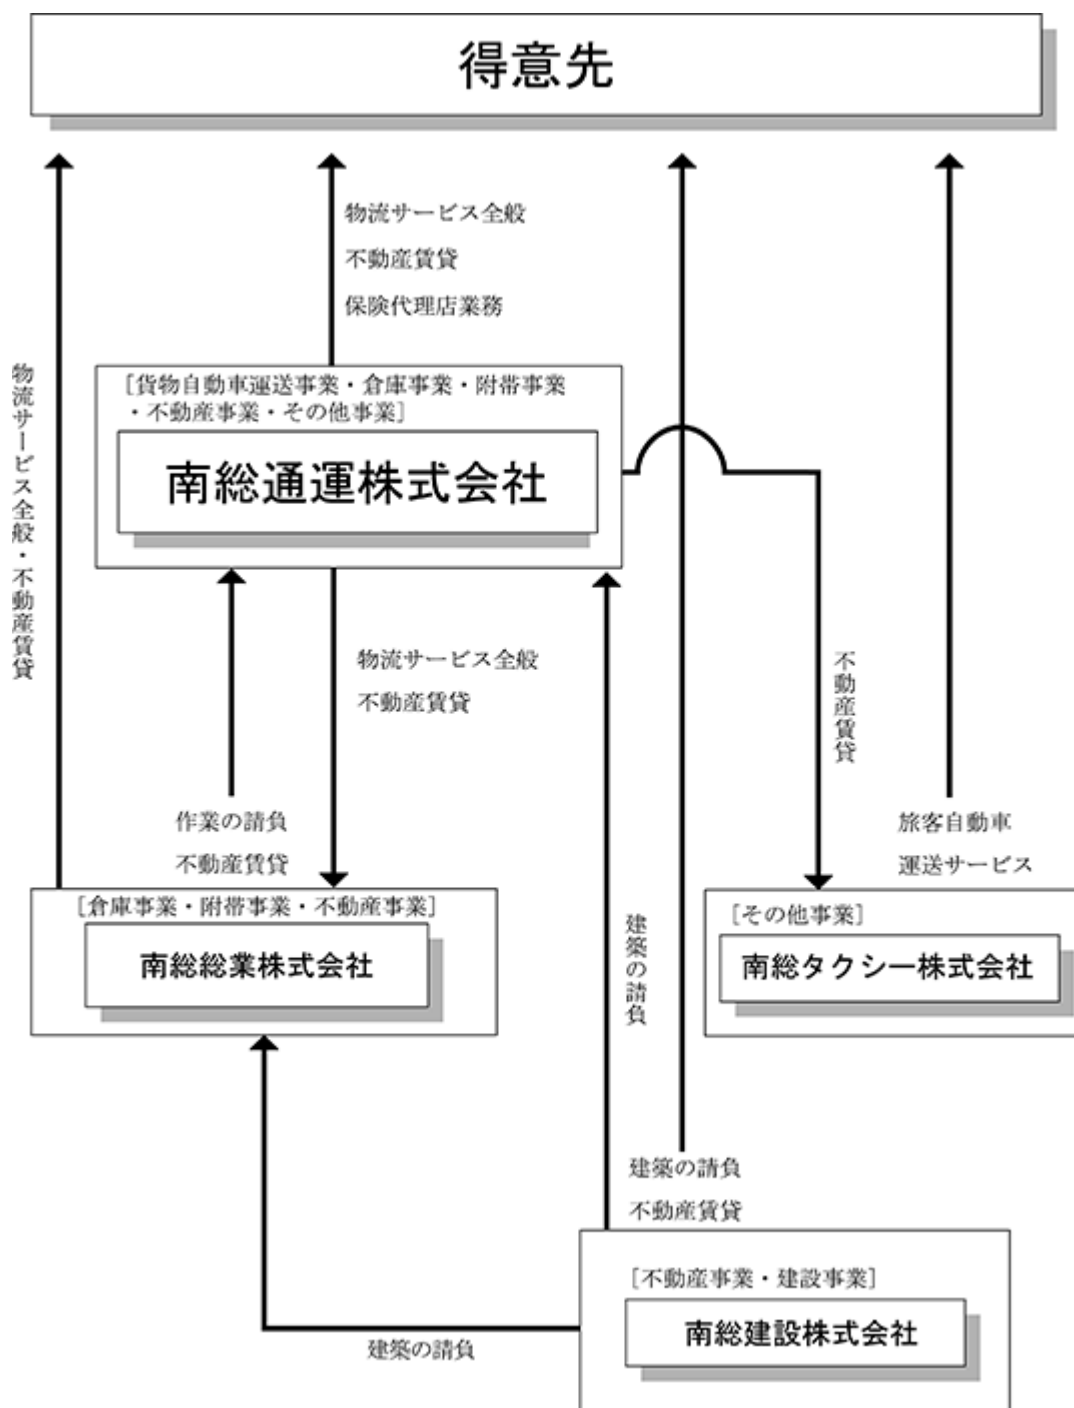 得意先
物流サービス全般
不動産賃貸
保険代理店業務
物流サービス全般・不動産賃貸
[貨物自動車運送事業・倉庫事業・附帯事業
・不動産事業・その他事業]
南総通運株式会社
物流サービス全般
不動産賃貸
不動産賃貸
作業の請負
不動産賃貸
旅客自動車
運送サービス
[倉庫事業・附帯事業・不動産事業]
南総総業株式会社
建築の請負
[その他事業]
南総タクシー株式会社
建築の請負
不動産賃貸
[不動産事業・建設事業]
南総建設株式会社
建築の請負